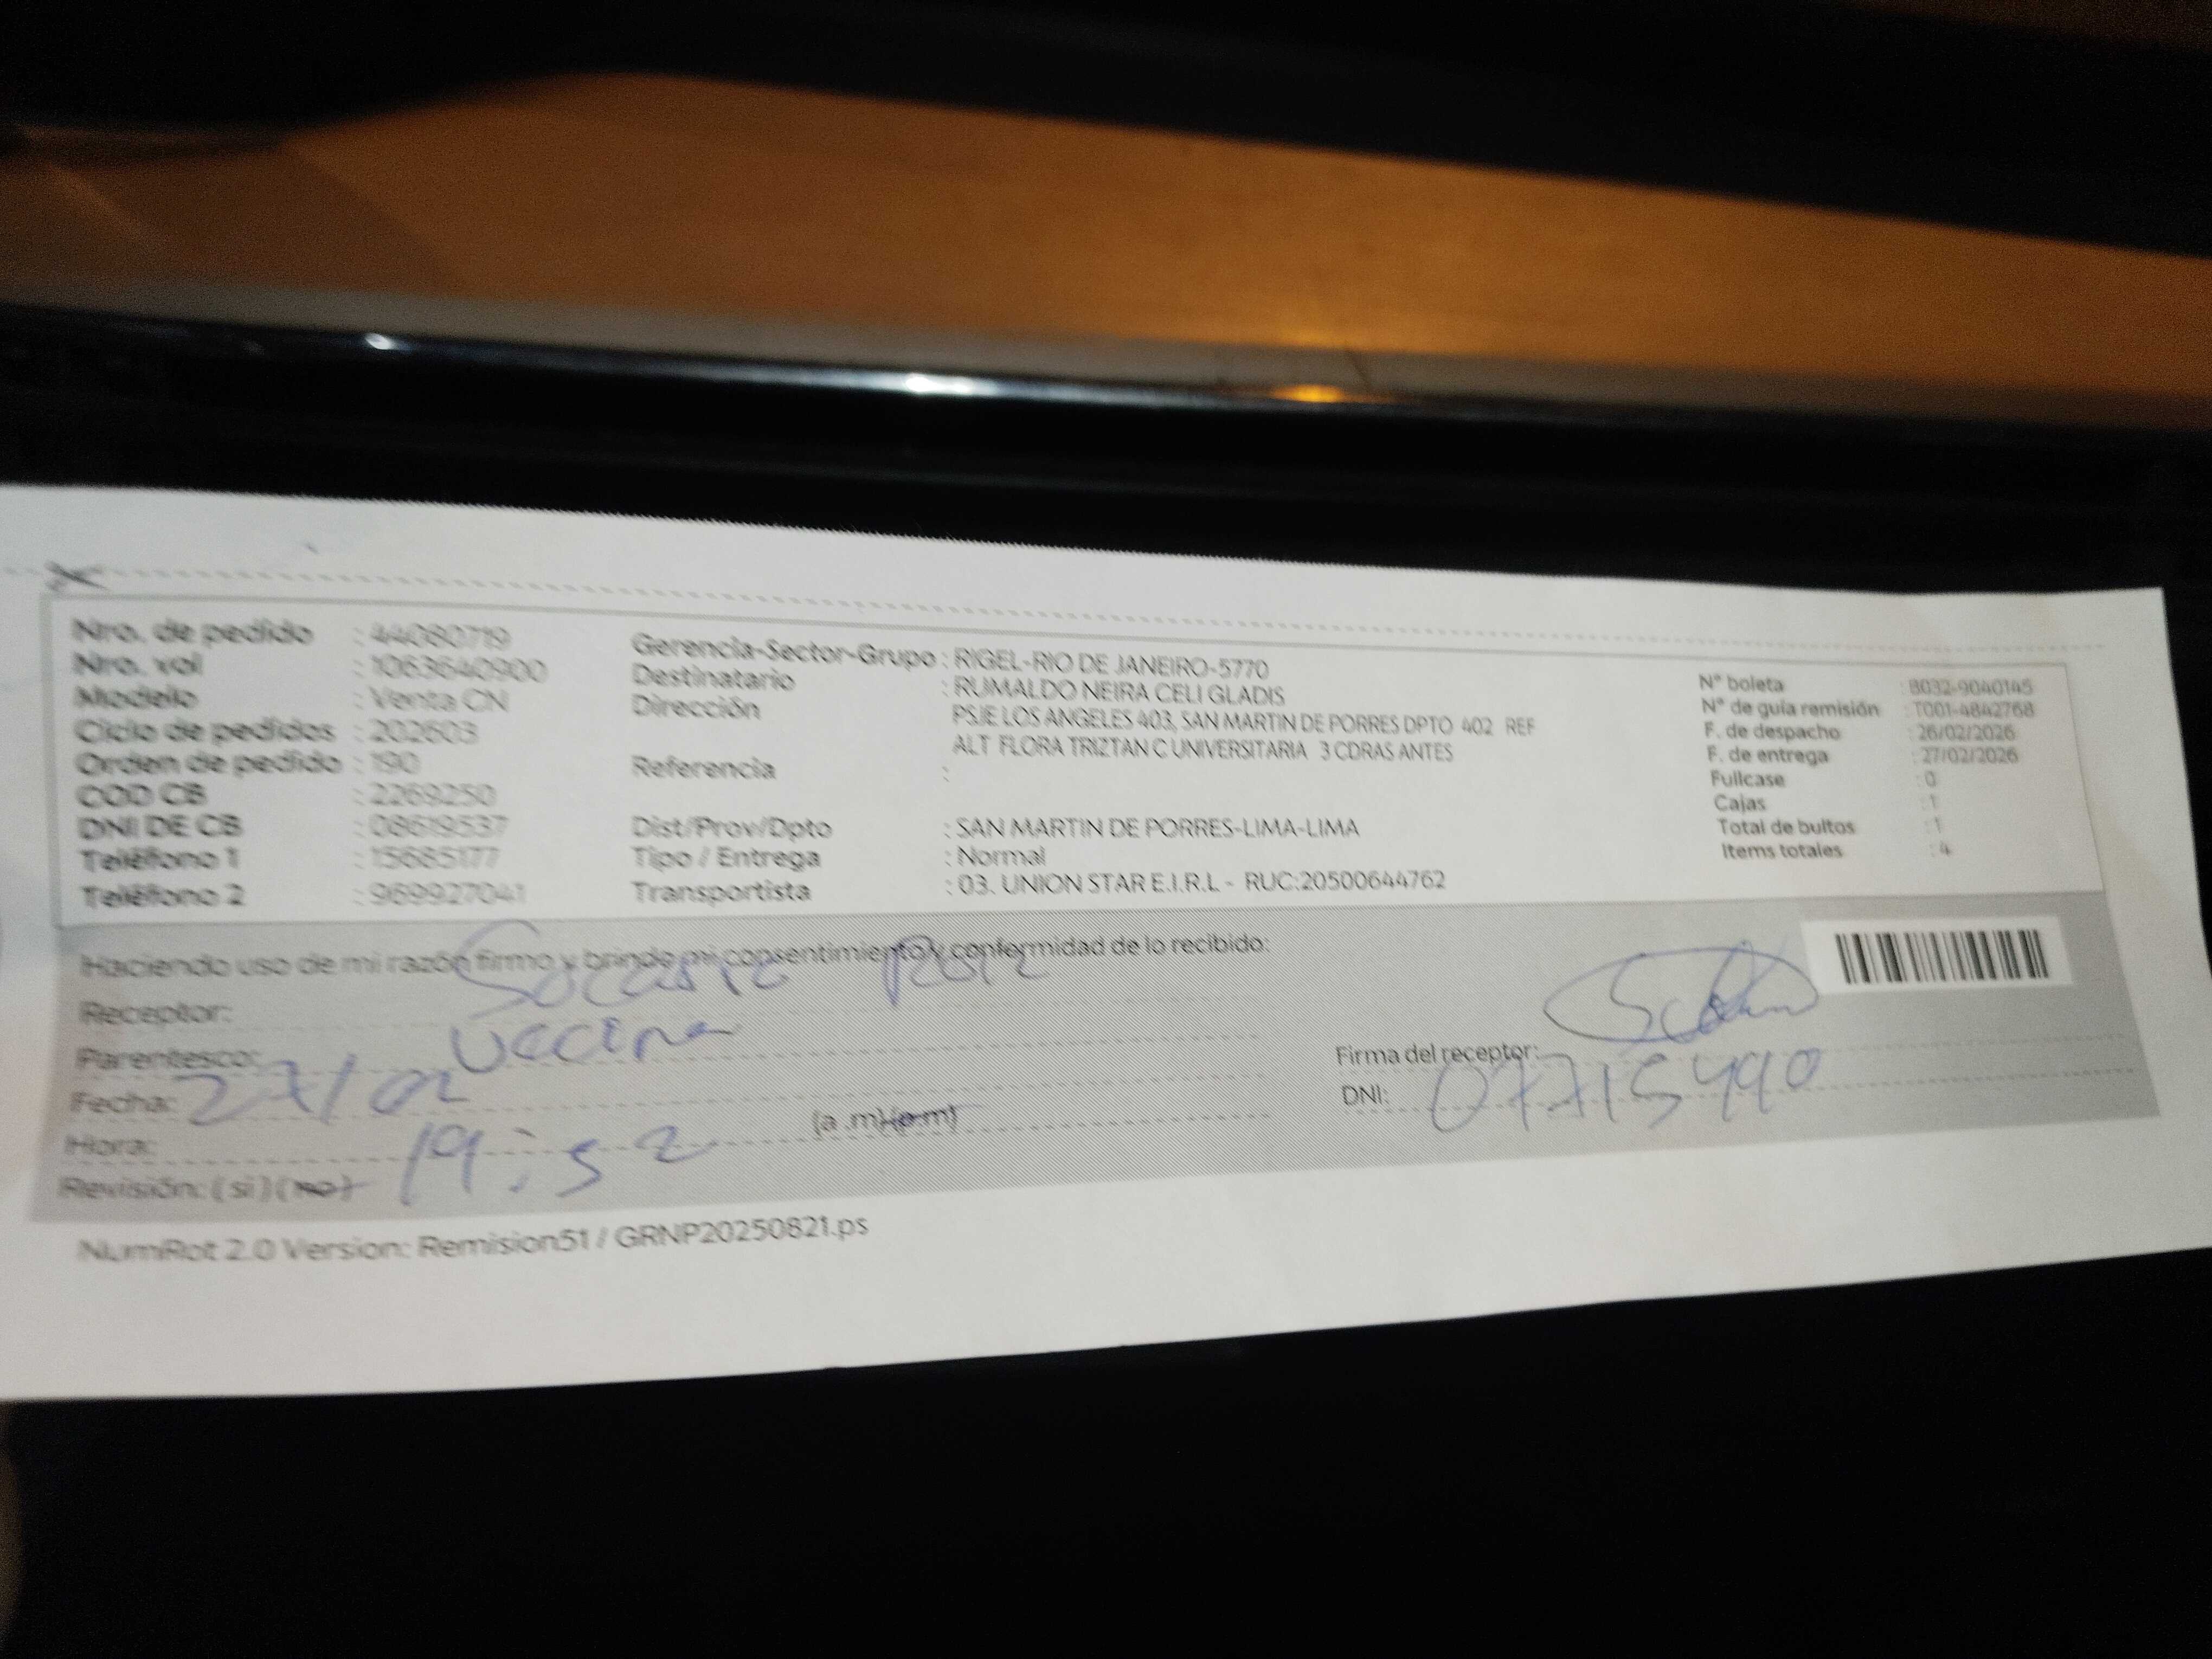 Nro. de pedido : 44080719
Nro. vol : 1063640900
Modelo : Venta CN
Ciclo de pedidos : 202603
Orden de pedido : 190
COD CB : 2269250
DNI DE CB : 08619537
Teléfono 1 : 15685177
Teléfono 2 : 969927041
Gerencia-Sector-Grupo : RIGEL-RIO DE JANEIRO-5770
Destinatario : RUMALDO NEIRA CELI GLADIS
Dirección PSJE LOS ANGELES 403, SAN MARTIN DE PORRES DPTO 402 REF
ALT FLORA TRIZTAN C UNIVERSITARIA 3 CDRAS ANTES
Referencia :
Dist/Prov/Dpto : SAN MARTIN DE PORRES-LIMA-LIMA
Tipo / Entrega : Normal
Transportista : 03. UNION STAR E.I.R.L - RUC:20500644762
N° boleta : B032-9040145
N° de guía remisión : T001-4842768
F. de despacho : 26/02/2026
F. de entrega : 27/02/2026
Fullcase : 0
Cajas : 1
Total de bultos : 1
Items totales : 4
Haciendo uso de mi razón firmo y brindo mi consentimiento y conformidad de lo recibido:
Receptor:
Parentesco: vecina
Fecha: 27/02
Hora: 19:52 (a .m)(p.m)
Revisión: (si) (no)
Firma del receptor:
DNI: 07715490
NumRot 2.0 Version: Remision51 / GRNP20250821.ps